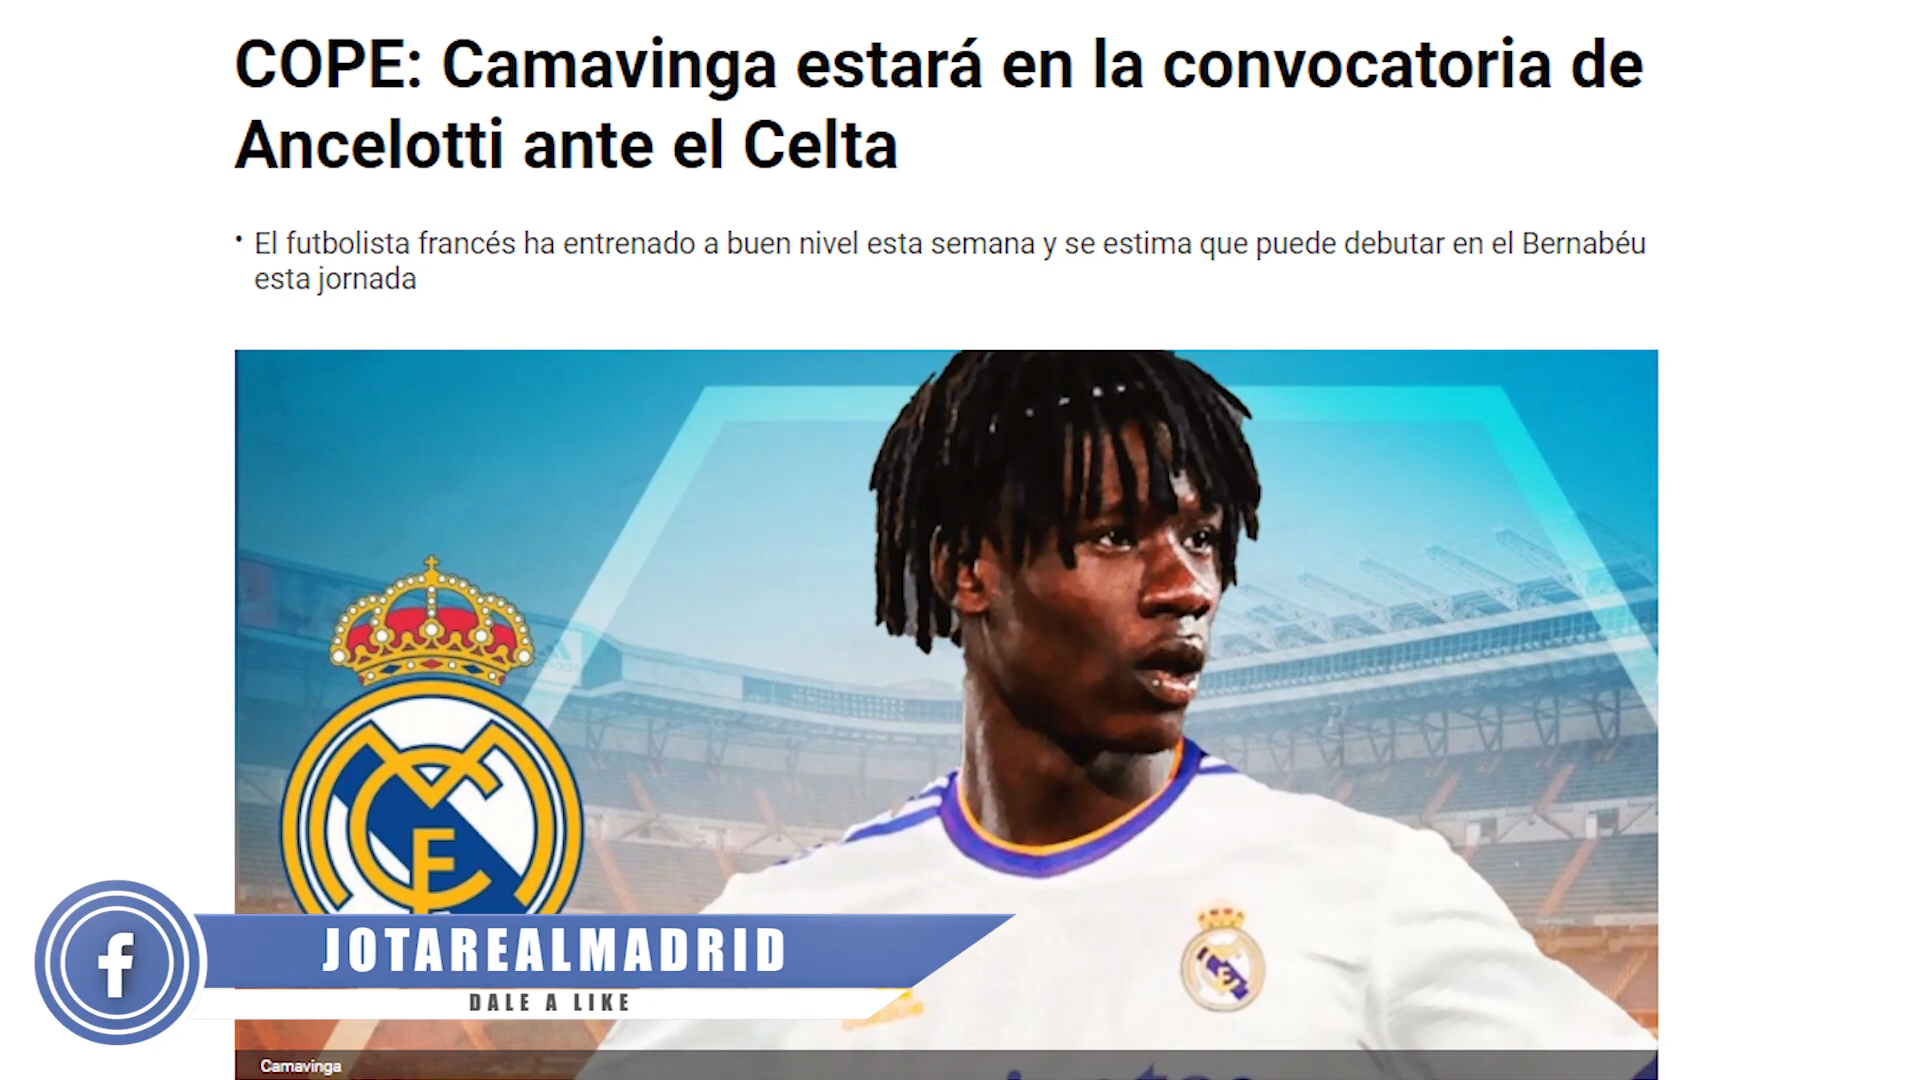 COPE: Camavinga estará en la convocatoria de
Ancelotti ante el Celta
• El futbolista francés ha entrenado a buen nivel esta semana y se estima que puede debutar en el Bernabéu
esta jornada
f
JOTAREALMADRID
DALE A LIKE
Camavinga